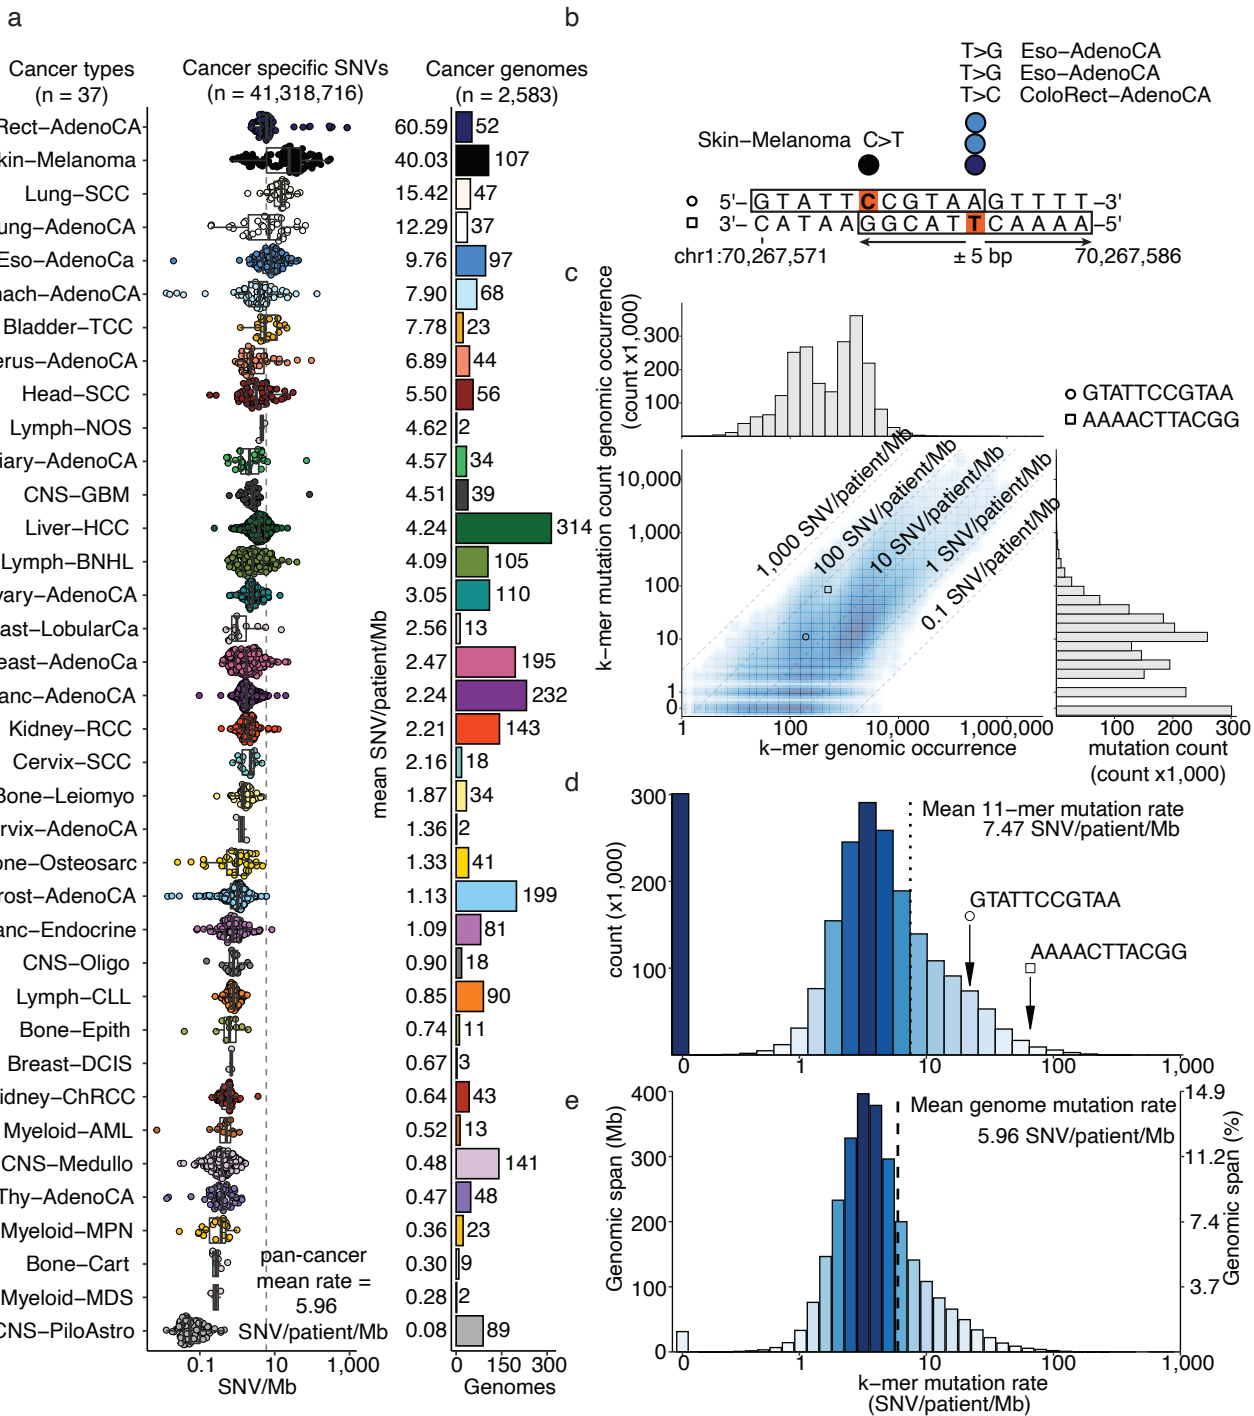 a
Cancer types
(n = 37)
Cancer specific SNVs
(n = 41,318,716)
Cancer genomes
(n = 2,583)
Rect−AdenoCA 60.59 52
kin−Melanoma 40.03 107
Lung−SCC 15.42 47
ung−AdenoCA 12.29 37
Eso−AdenoCa 9.76 97
nach−AdenoCA 7.90 68
Bladder−TCC 7.78 23
erus−AdenoCA 6.89 44
Head−SCC 5.50 56
Lymph−NOS 4.62 2
iary−AdenoCA 4.57 34
CNS−GBM 4.51 39
Liver−HCC 4.24 314
Lymph−BNHL 4.09 105
vary−AdenoCA 3.05 110
ast−LobularCa 2.56 13
east−AdenoCa 2.47 195
anc−AdenoCA 2.24 232
Kidney−RCC 2.21 143
Cervix−SCC 2.16 18
Bone−Leiomyo 1.87 34
rvix−AdenoCA 1.36 2
one−Osteosarc 1.33 41
rost−AdenoCA 1.13 199
anc−Endocrine 1.09 81
CNS−Oligo 0.90 18
Lymph−CLL 0.85 90
Bone−Epith 0.74 11
Breast−DCIS 0.67 3
idney−ChRCC 0.64 43
Myeloid−AML 0.52 13
CNS−Medullo 0.48 141
Thy−AdenoCA 0.47 48
Myeloid−MPN 0.36 23
Bone−Cart 0.30 9
Myeloid−MDS 0.28 2
CNS−PiloAstro 0.08 89
mean SNV/patient/Mb
pan−cancer
mean rate =
5.96
SNV/patient/Mb
0.1 10 1,000
SNV/Mb
0 150 300
Genomes
b
T>G Eso−AdenoCA
T>G Eso−AdenoCA
T>C ColoRect−AdenoCA
Skin−Melanoma C>T
5'− G T A T T C C G T A A G T T T T −3'
3'− C A T A A G G C A T T C A A A A −5'
chr1:70,267,571 ± 5 bp 70,267,586
c
k−mer mutation count genomic occurrence
(count x1,000)
300
200
100
GTATTCCGTAA
AAAACTTACGG
10,000
1,000
100
10
1
0
1,000 SNV/patient/Mb
100 SNV/patient/Mb
10 SNV/patient/Mb
1 SNV/patient/Mb
0.1 SNV/patient/Mb
1 100 10,000 1,000,000
k−mer genomic occurrence
0 100 200 300
mutation count
(count x1,000)
d
count (x1,000)
300
200
100
Mean 11−mer mutation rate
7.47 SNV/patient/Mb
GTATTCCGTAA
AAAACTTACGG
0 1 10 100 1,000
e
Genomic span (Mb)
400
300
200
100
0
Mean genome mutation rate
5.96 SNV/patient/Mb
14.9
11.2
7.4
3.7
Genomic span (%)
0 1 10 100 1,000
k−mer mutation rate
(SNV/patient/Mb)